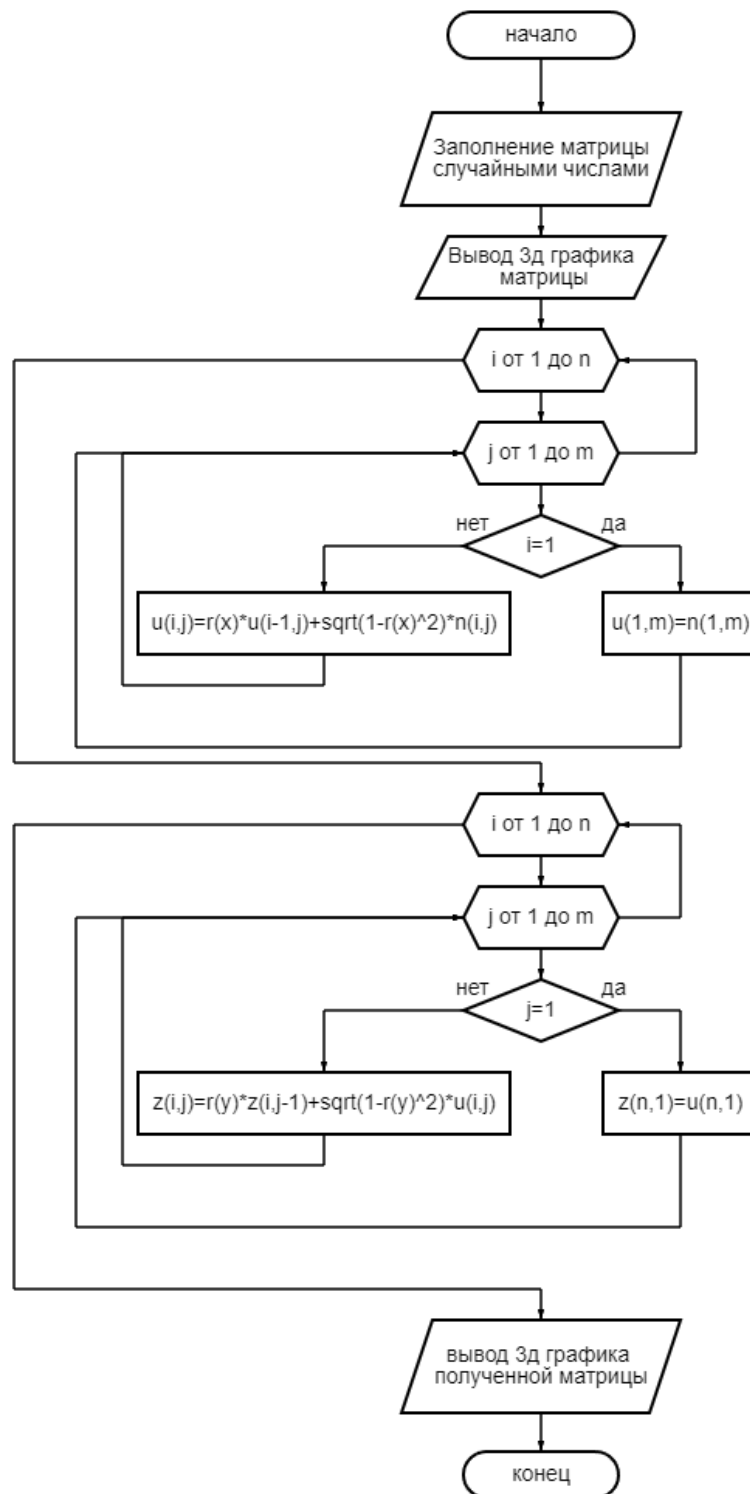 начало
Заполнение матрицы
случайными числами
Вывод 3д графика
матрицы
i от 1 до n
j от 1 до m
нет
да
i=1
u(i,j)=r(x)*u(i-1,j)+sqrt(1-r(x)^2)*n(i,j)
u(1,m)=n(1,m)
i от 1 до n
j от 1 до m
нет
да
j=1
z(i,j)=r(y)*z(i,j-1)+sqrt(1-r(y)^2)*u(i,j)
z(n,1)=u(n,1)
вывод 3д графика
полученной матрицы
конец